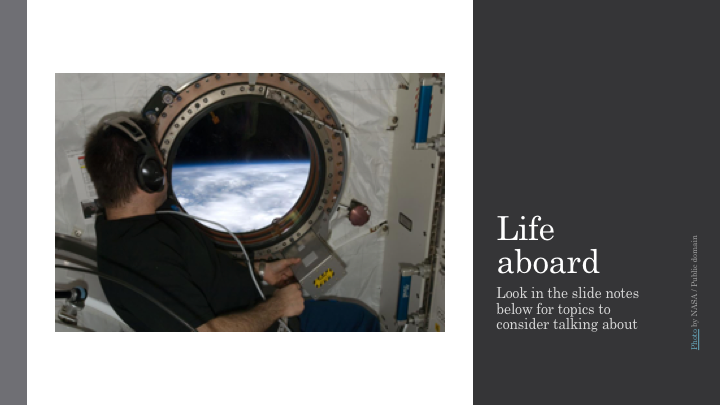 Life
aboard
Look in the slide notes
below for topics to
consider talking about
Photo by NASA / Public domain